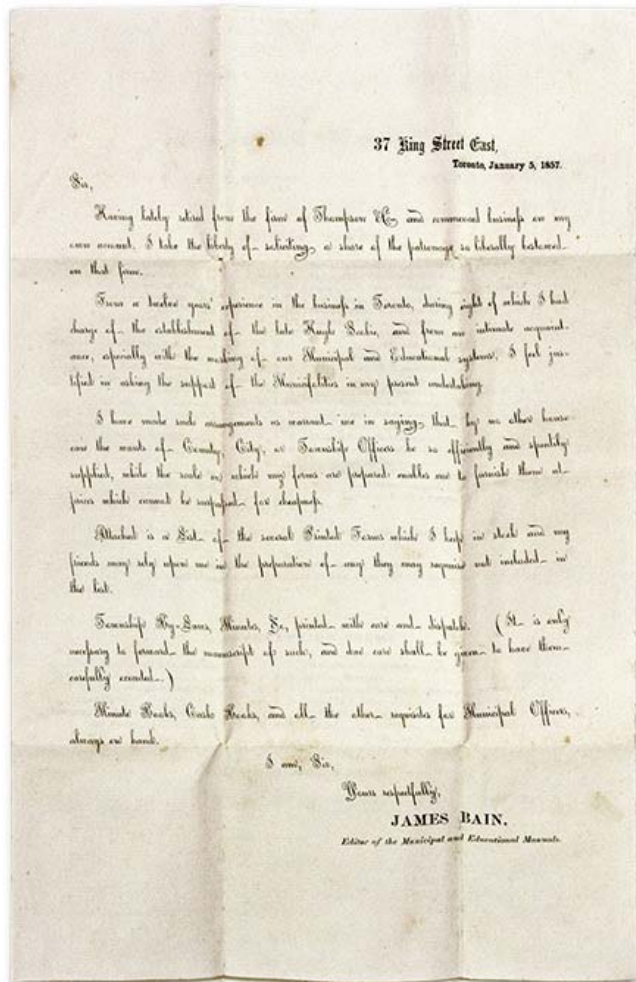 37 King Street East,
Toronto, January 5, 1857.
Sir,
Having lately retired from the firm of Thompson & Co., and commenced business on my
own account, I take the liberty of soliciting a share of the patronage so liberally bestowed
on that firm.
From a twelve years' experience in the business in Toronto, during eight of which I had
charge of the establishment of the late Hugh Scobie, and from an intimate acquaint-
ance, especially with the working of our Municipal and Educational systems, I feel jus-
tified in asking the support of the Municipalities in my present undertaking.
I have made such arrangements as warrant me in saying, that by no other house
can the wants of County, City, or Township Officers be so efficiently and speedily
supplied, while the scale on which my forms are prepared enables me to furnish them at
prices which cannot be surpassed for cheapness.
Attached is a List of the several Printed Forms which I keep in stock and my
friends may rely upon me in the preparation of any they may require not included in
the list.
Township By-Laws, Minutes, &c., printed with care and dispatch. (It is only
necessary to forward the manuscript of such, and due care shall be given to have them
carefully executed.)
Minute Books, Cash Books, and all the other requisites for Municipal Officers,
always on hand.
I am, Sir,
Yours respectfully,
JAMES BAIN,
Editor of the Municipal and Educational Manuals.